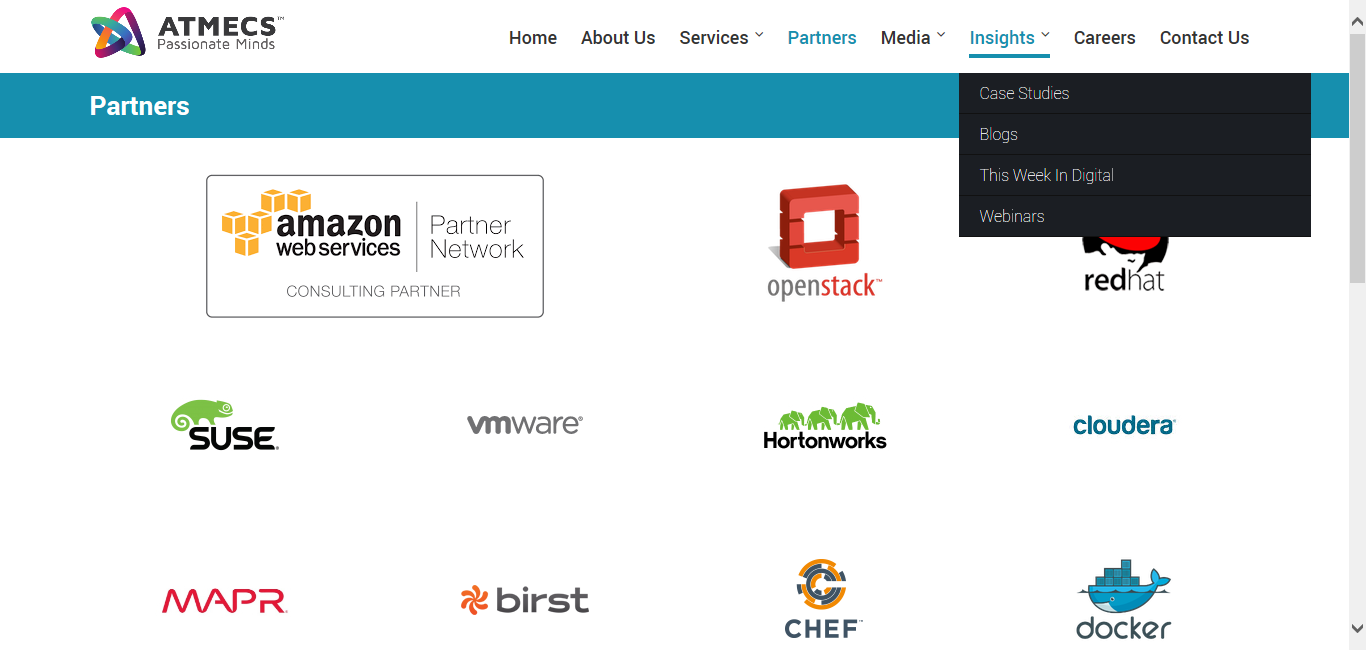 ATMECS™
Passionate Minds
Home About Us Services Partners Media Insights Careers Contact Us
Partners
Case Studies
Blogs
This Week In Digital
Webinars
amazon
web services
Partner
Network
CONSULTING PARTNER
openstack™
redhat
SUSE
vmware®
Hortonworks
cloudera
MAPR
birst
CHEF™
docker